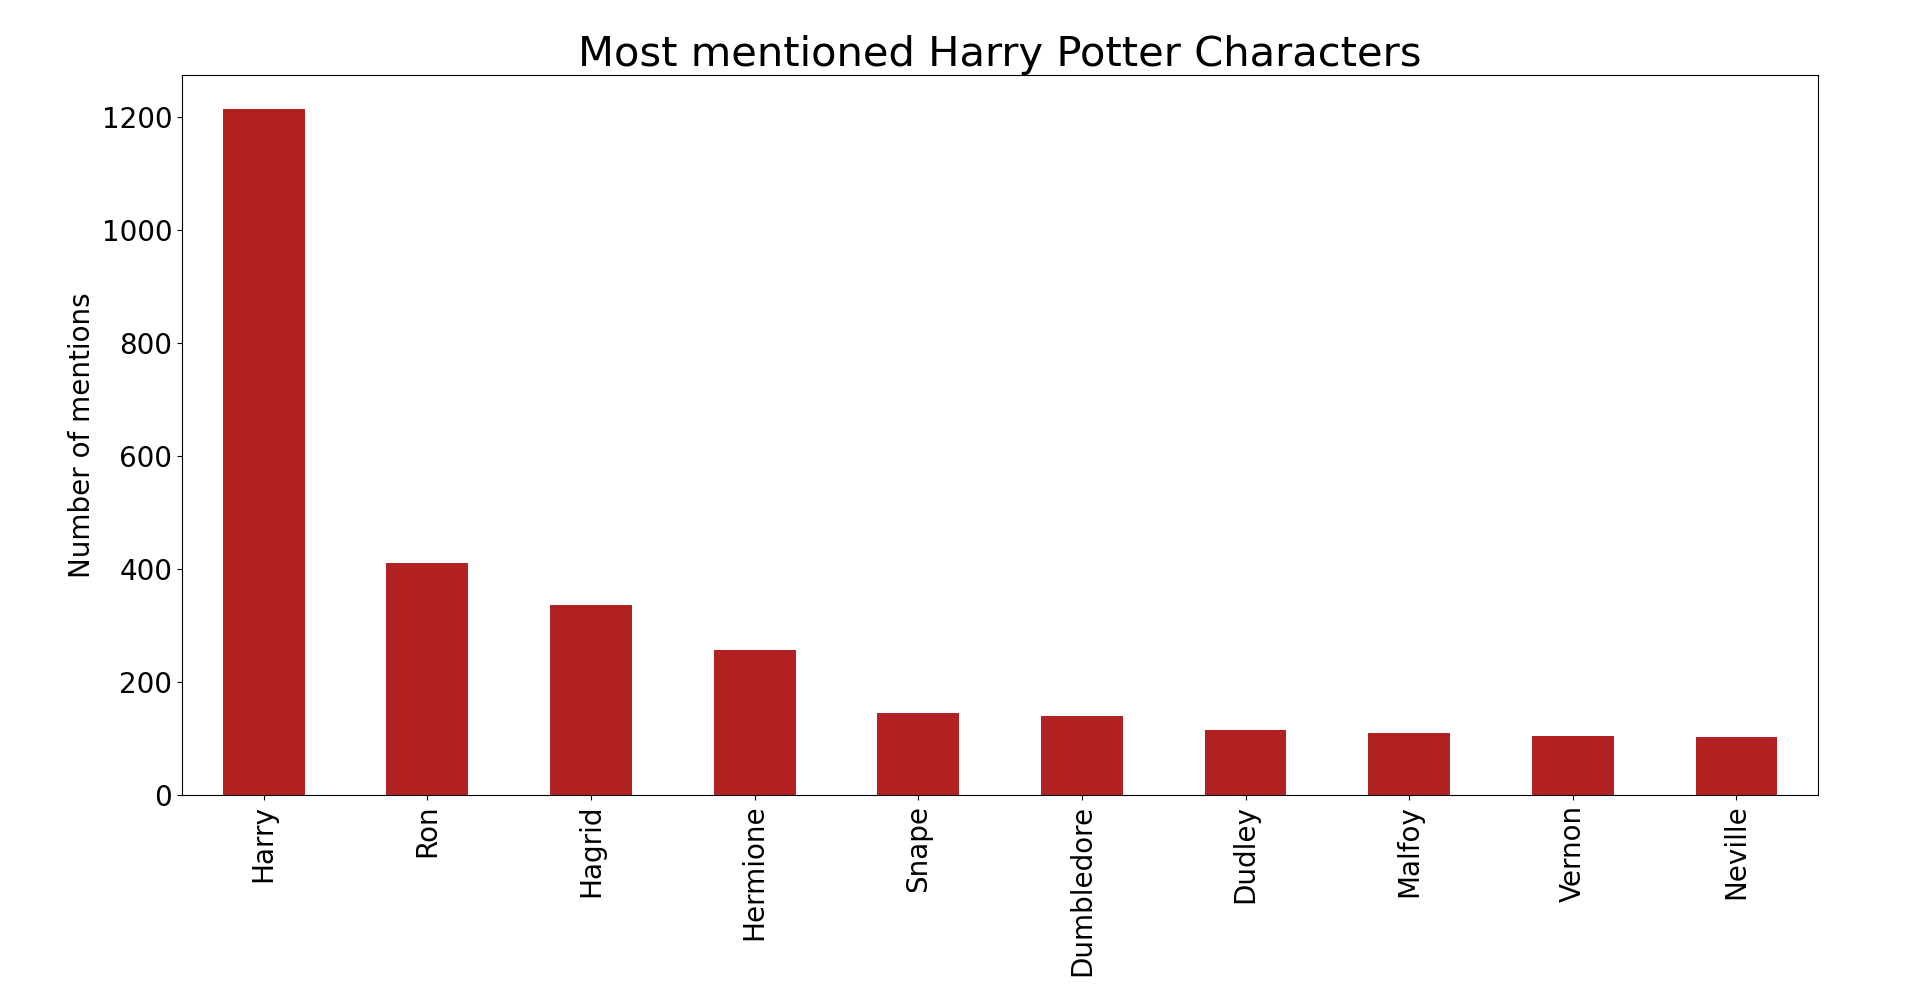 Most mentioned Harry Potter Characters
Number of mentions
1200
1000
800
600
400
200
0
Harry
Ron
Hagrid
Hermione
Snape
Dumbledore
Dudley
Malfoy
Vernon
Neville